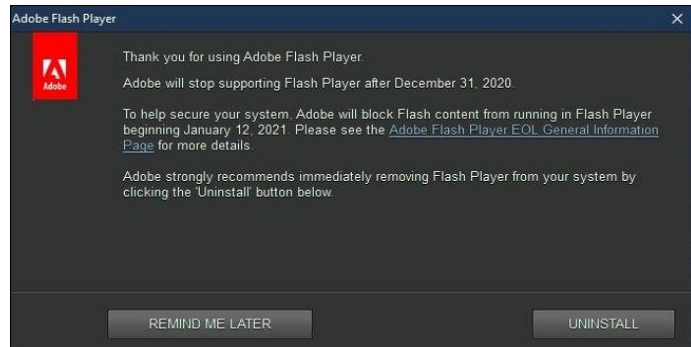 Adobe Flash Player
Adobe
Thank you for using Adobe Flash Player.
Adobe will stop supporting Flash Player after December 31, 2020.
To help secure your system, Adobe will block Flash content from running in Flash Player
beginning January 12, 2021. Please see the Adobe Flash Player EOL General Information
Page for more details.
Adobe strongly recommends immediately removing Flash Player from your system by
clicking the 'Uninstall' button below.
REMIND ME LATER
UNINSTALL